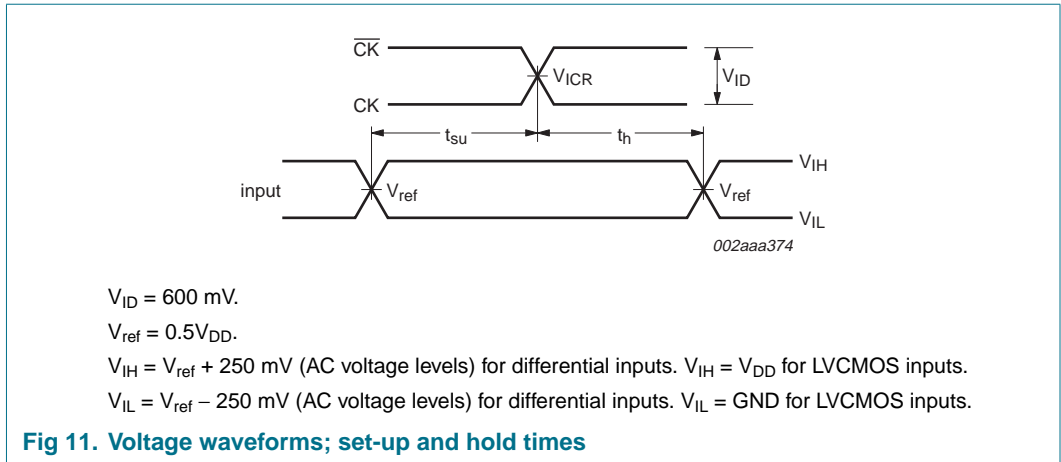 C̅K̅
V_ICR
V_ID
CK
t_su
t_h
V_IH
input
V_ref
V_ref
V_IL
002aaa374
V_ID = 600 mV.
V_ref = 0.5V_DD.
V_IH = V_ref + 250 mV (AC voltage levels) for differential inputs. V_IH = V_DD for LVCMOS inputs.
V_IL = V_ref − 250 mV (AC voltage levels) for differential inputs. V_IL = GND for LVCMOS inputs.
Fig 11. Voltage waveforms; set-up and hold times